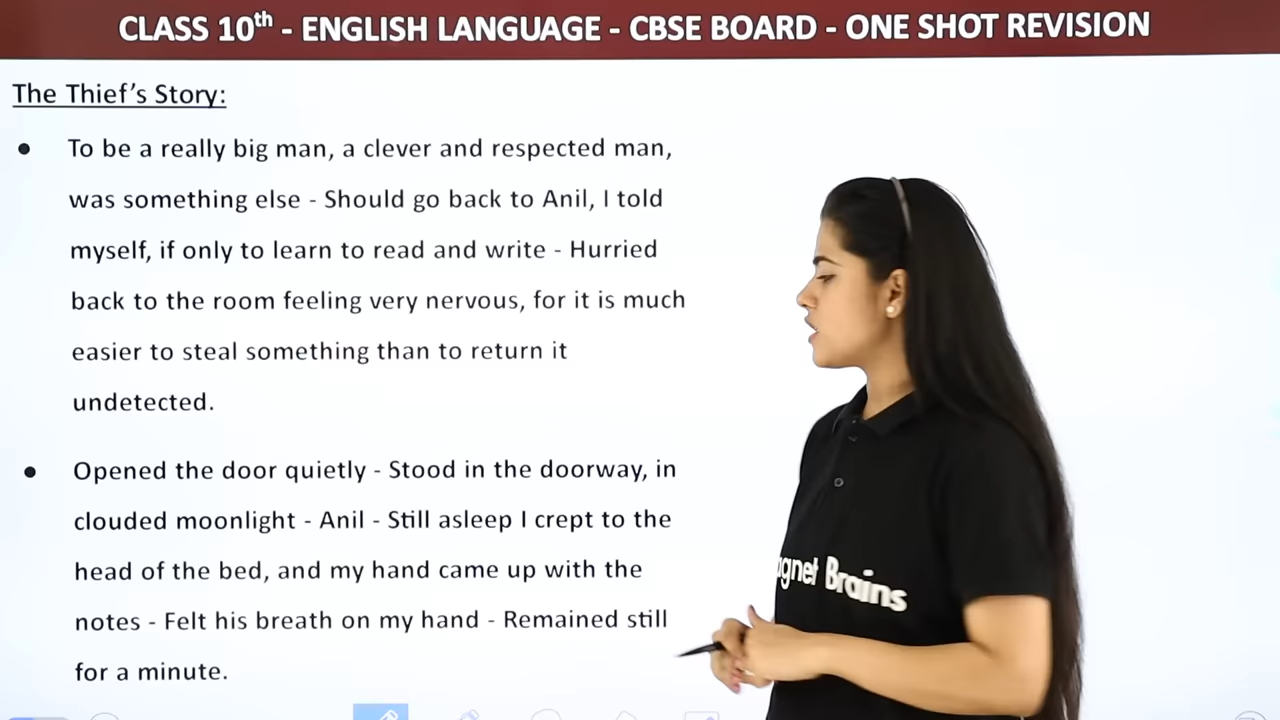 CLASS 10th - ENGLISH LANGUAGE - CBSE BOARD - ONE SHOT REVISION
The Thief's Story:
● To be a really big man, a clever and respected man,
was something else - Should go back to Anil, I told
myself, if only to learn to read and write - Hurried
back to the room feeling very nervous, for it is much
easier to steal something than to return it
undetected.
● Opened the door quietly - Stood in the doorway, in
clouded moonlight - Anil - Still asleep I crept to the
head of the bed, and my hand came up with the
notes - Felt his breath on my hand - Remained still
for a minute.
agnet Brains